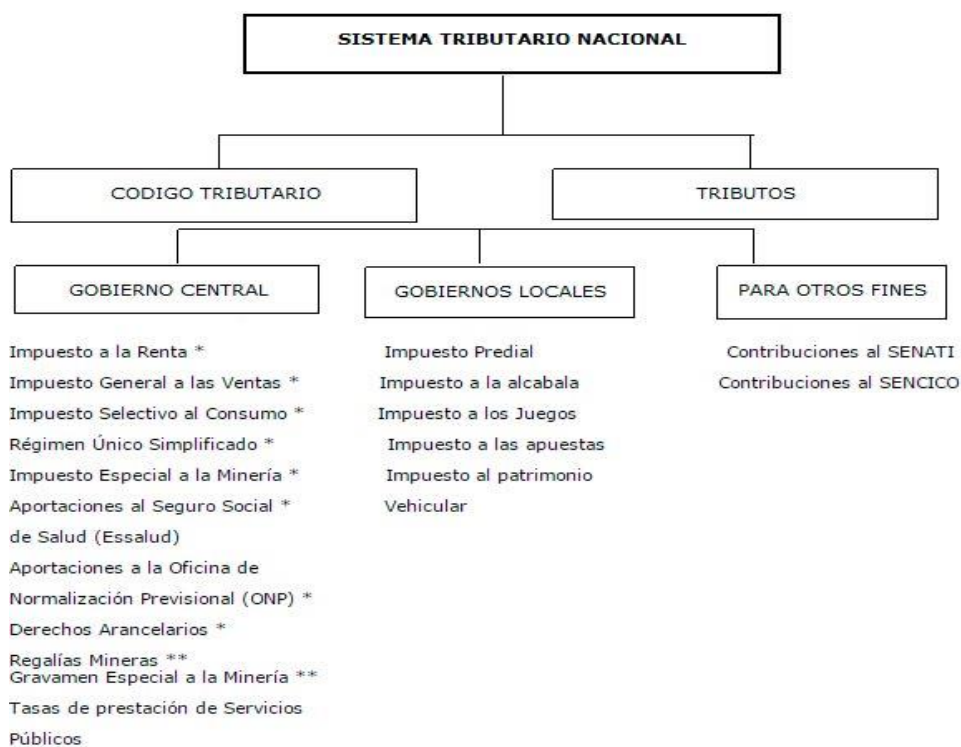 SISTEMA TRIBUTARIO NACIONAL
CODIGO TRIBUTARIO
TRIBUTOS
GOBIERNO CENTRAL
GOBIERNOS LOCALES
PARA OTROS FINES
Impuesto a la Renta *
Impuesto General a las Ventas *
Impuesto Selectivo al Consumo *
Régimen Único Simplificado *
Impuesto Especial a la Minería *
Aportaciones al Seguro Social *
de Salud (Essalud)
Aportaciones a la Oficina de
Normalización Previsional (ONP) *
Derechos Arancelarios *
Regalías Mineras **
Gravamen Especial a la Minería **
Tasas de prestación de Servicios
Públicos
Impuesto Predial
Impuesto a la alcabala
Impuesto a los Juegos
Impuesto a las apuestas
Impuesto al patrimonio
Vehicular
Contribuciones al SENATI
Contribuciones al SENCICO